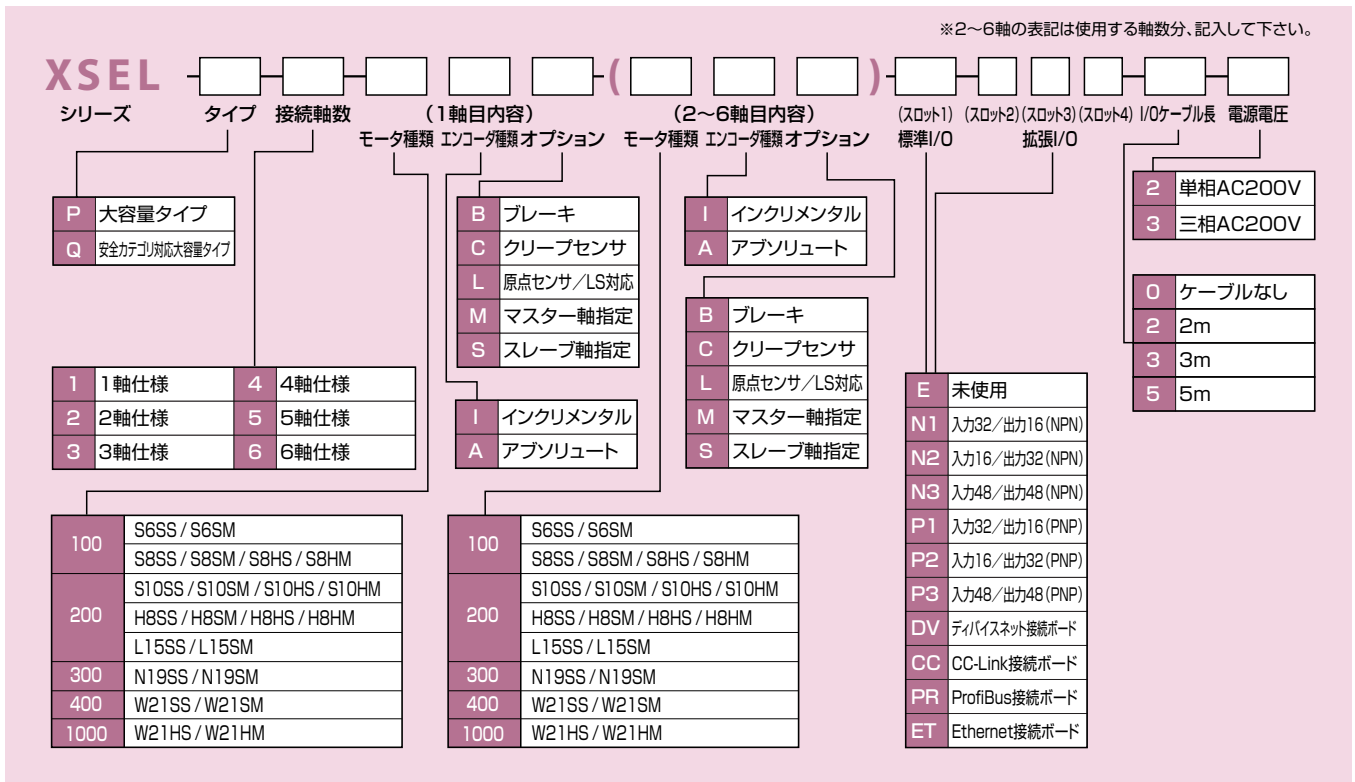 ※2～6軸の表記は使用する軸数分、記入して下さい。
XSEL - - - - ( ) - - - -
シリーズ タイプ 接続軸数 (1軸目内容) (2～6軸目内容) (スロット1) (スロット2)(スロット3)(スロット4) I/Oケーブル長 電源電圧
モータ種類 エンコーダ種類 オプション モータ種類 エンコーダ種類 オプション 標準I/O 拡張I/O
P 大容量タイプ
Q 安全カテゴリ対応大容量タイプ
1 1軸仕様 4 4軸仕様
2 2軸仕様 5 5軸仕様
3 3軸仕様 6 6軸仕様
100 S6SS / S6SM
S8SS / S8SM / S8HS / S8HM
200 S10SS / S10SM / S10HS / S10HM
H8SS / H8SM / H8HS / H8HM
L15SS / L15SM
300 N19SS / N19SM
400 W21SS / W21SM
1000 W21HS / W21HM
B ブレーキ
C クリープセンサ
L 原点センサ／LS対応
M マスター軸指定
S スレーブ軸指定
I インクリメンタル
A アブソリュート
I インクリメンタル
A アブソリュート
B ブレーキ
C クリープセンサ
L 原点センサ／LS対応
M マスター軸指定
S スレーブ軸指定
100 S6SS / S6SM
S8SS / S8SM / S8HS / S8HM
200 S10SS / S10SM / S10HS / S10HM
H8SS / H8SM / H8HS / H8HM
L15SS / L15SM
300 N19SS / N19SM
400 W21SS / W21SM
1000 W21HS / W21HM
E 未使用
N1 入力32／出力16(NPN)
N2 入力16／出力32(NPN)
N3 入力48／出力48(NPN)
P1 入力32／出力16(PNP)
P2 入力16／出力32(PNP)
P3 入力48／出力48(PNP)
DV ディバイスネット接続ボード
CC CC-Link接続ボード
PR ProfiBus接続ボード
ET Ethernet接続ボード
2 単相AC200V
3 三相AC200V
0 ケーブルなし
2 2m
3 3m
5 5m